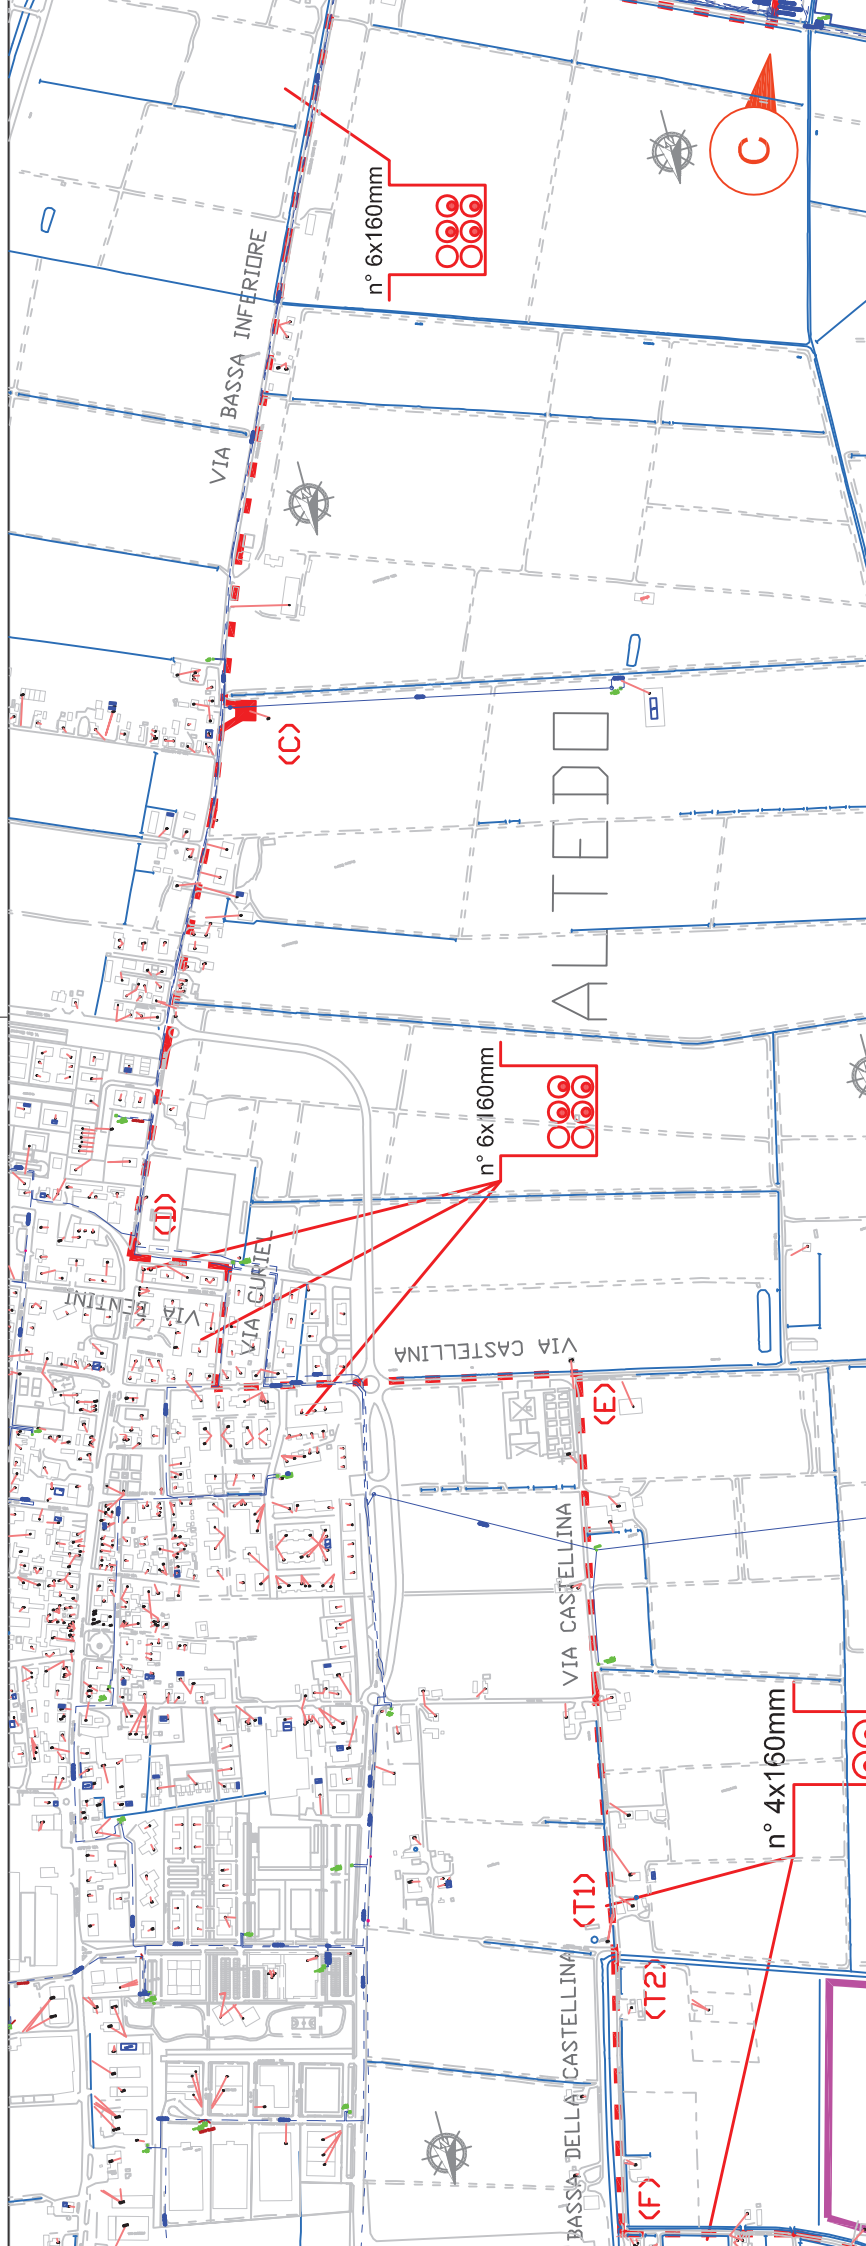 VIA BASSA INFERIORE
n° 6x160mm
C
(C)
ALTEDO
n° 6x160mm
(D)
VIA BENTINI
VIA CURIEL
VIA CASTELLINA
(E)
VIA CASTELLINA
n° 4x160mm
(T1)
(T2)
BASSA DELLA CASTELLINA
(F)